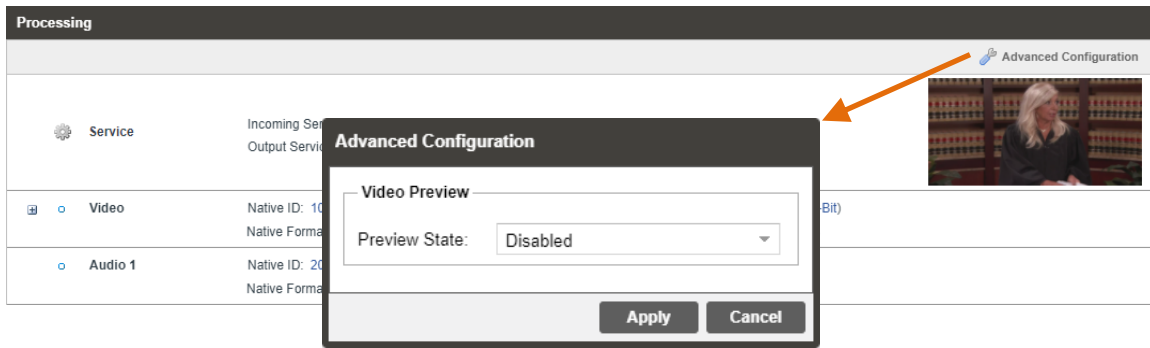 Processing
Advanced Configuration
Service
Incoming Ser
Output Servic
Advanced Configuration
Video Preview
Preview State: Disabled
Video
Native ID: 10
-Bit)
Native Forma
Audio 1
Native ID: 20
Native Forma
Apply Cancel